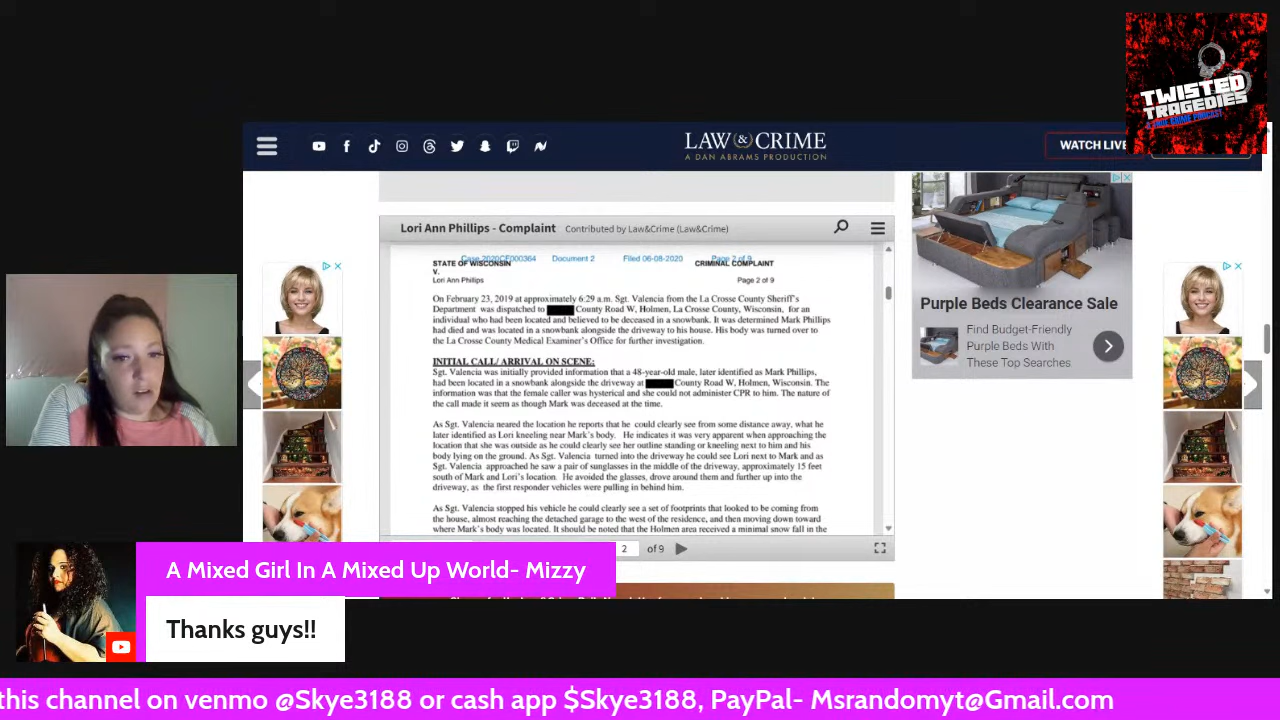 TWISTED
TRAGEDIES
A TRUE CRIME PODCAST
LAW & CRIME
A DAN ABRAMS PRODUCTION
WATCH LIVE
Lori Ann Phillips - Complaint Contributed by Law&Crime (Law&Crime)
Case 2020CF000364 Document 2 Filed 06-08-2020 Page 2 of 9
STATE OF WISCONSIN CRIMINAL COMPLAINT
V.
Lori Ann Phillips Page 2 of 9
On February 23, 2019 at approximately 6:29 a.m. Sgt. Valencia from the La Crosse County Sheriff's
Department was dispatched to County Road W, Holmen, La Crosse County, Wisconsin, for an
individual who had been located and believed to be deceased in a snowbank. It was determined Mark Phillips
had died and was located in a snowbank alongside the driveway to his house. His body was turned over to
the La Crosse County Medical Examiner's Office for further investigation.
INITIAL CALL/ ARRIVAL ON SCENE:
Sgt. Valencia was initially provided information that a 48-year-old male, later identified as Mark Phillips,
had been located in a snowbank alongside the driveway at County Road W, Holmen, Wisconsin. The
information was that the female caller was hysterical and she could not administer CPR to him. The nature of
the call made it seem as though Mark was deceased at the time.
As Sgt. Valencia neared the location he reports that he could clearly see from some distance away, what he
later identified as Lori kneeling near Mark's body. He indicates it was very apparent when approaching the
location that she was outside as he could clearly see her outline standing or kneeling next to him and his
body lying on the ground. As Sgt. Valencia turned into the driveway he could see Lori next to Mark and as
Sgt. Valencia approached he saw a pair of sunglasses in the middle of the driveway, approximately 15 feet
south of Mark and Lori's location. He avoided the glasses, drove around them and further up into the
driveway, as the first responder vehicles were pulling in behind him.
As Sgt. Valencia stopped his vehicle he could clearly see a set of footprints that looked to be coming from
the house, almost reaching the detached garage to the west of the residence, and then moving down toward
where Mark's body was located. It should be noted that the Holmen area received a minimal snow fall in the
2 of 9
Purple Beds Clearance Sale
Find Budget-Friendly
Purple Beds With
These Top Searches
A Mixed Girl In A Mixed Up World- Mizzy
Thanks guys!!
this channel on venmo @Skye3188 or cash app $Skye3188, PayPal- Msrandomyt@Gmail.com